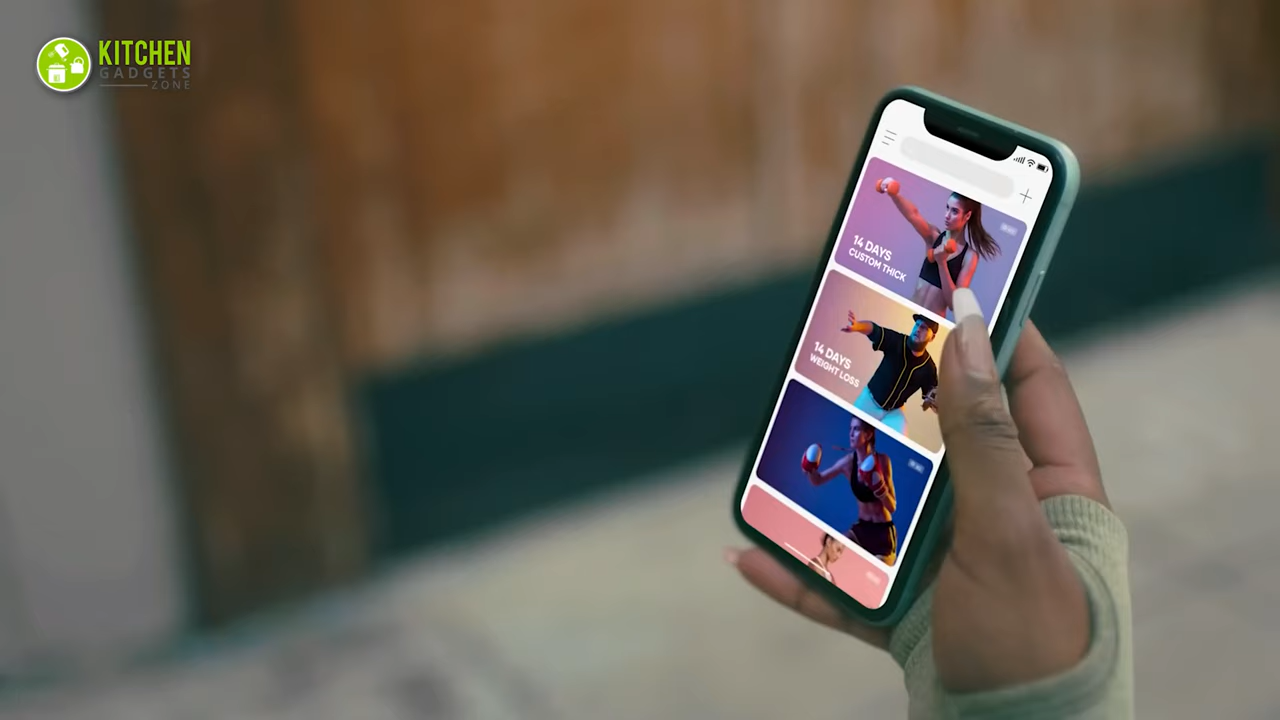 KITCHEN
GADGETS
ZONE
14 DAYS
CUSTOM THICK
14 DAYS
WEIGHT LOSS